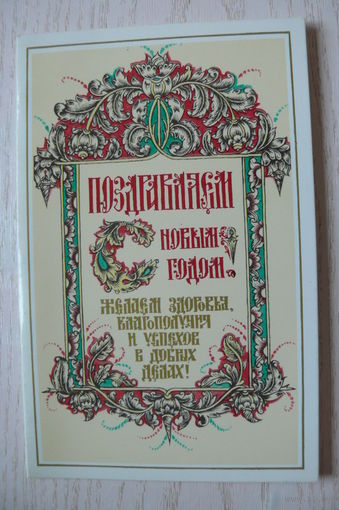 ПОЗДРАВЛЯЕМ
С НОВЫМ
ГОДОМ!
ЖЕЛАЕМ ЗДОРОВЬЯ,
БЛАГОПОЛУЧИЯ
И УСПЕХОВ
В ДОБРЫХ
ДЕЛАХ!